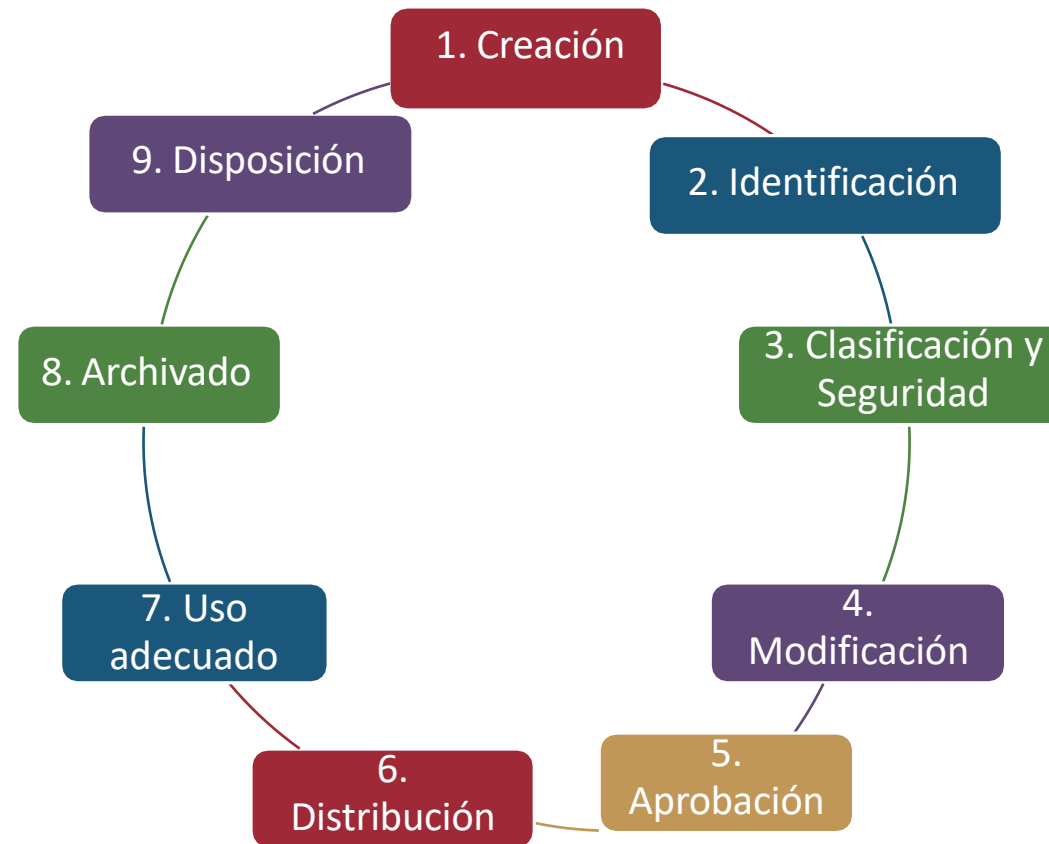 1. Creación
2. Identificación
3. Clasificación y
Seguridad
4.
Modificación
5.
Aprobación
6.
Distribución
7. Uso
adecuado
8. Archivado
9. Disposición